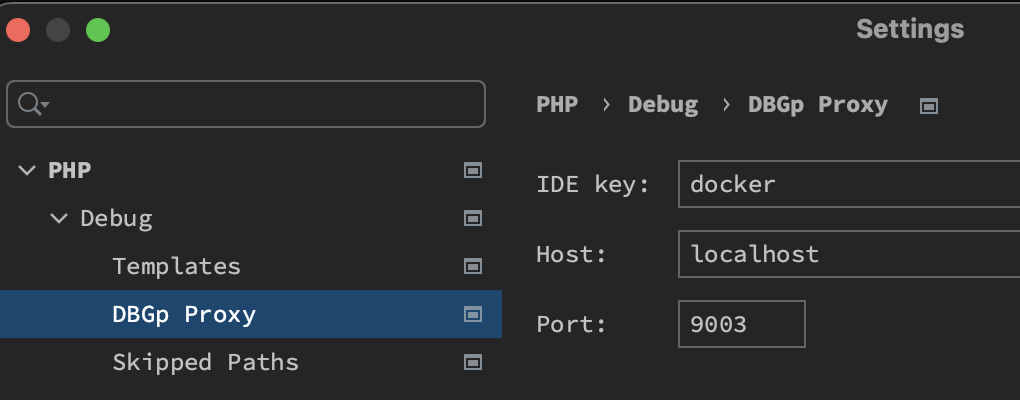 Settings
PHP › Debug › DBGp Proxy
PHP
Debug
Templates
DBGp Proxy
Skipped Paths
IDE key: docker
Host: localhost
Port: 9003